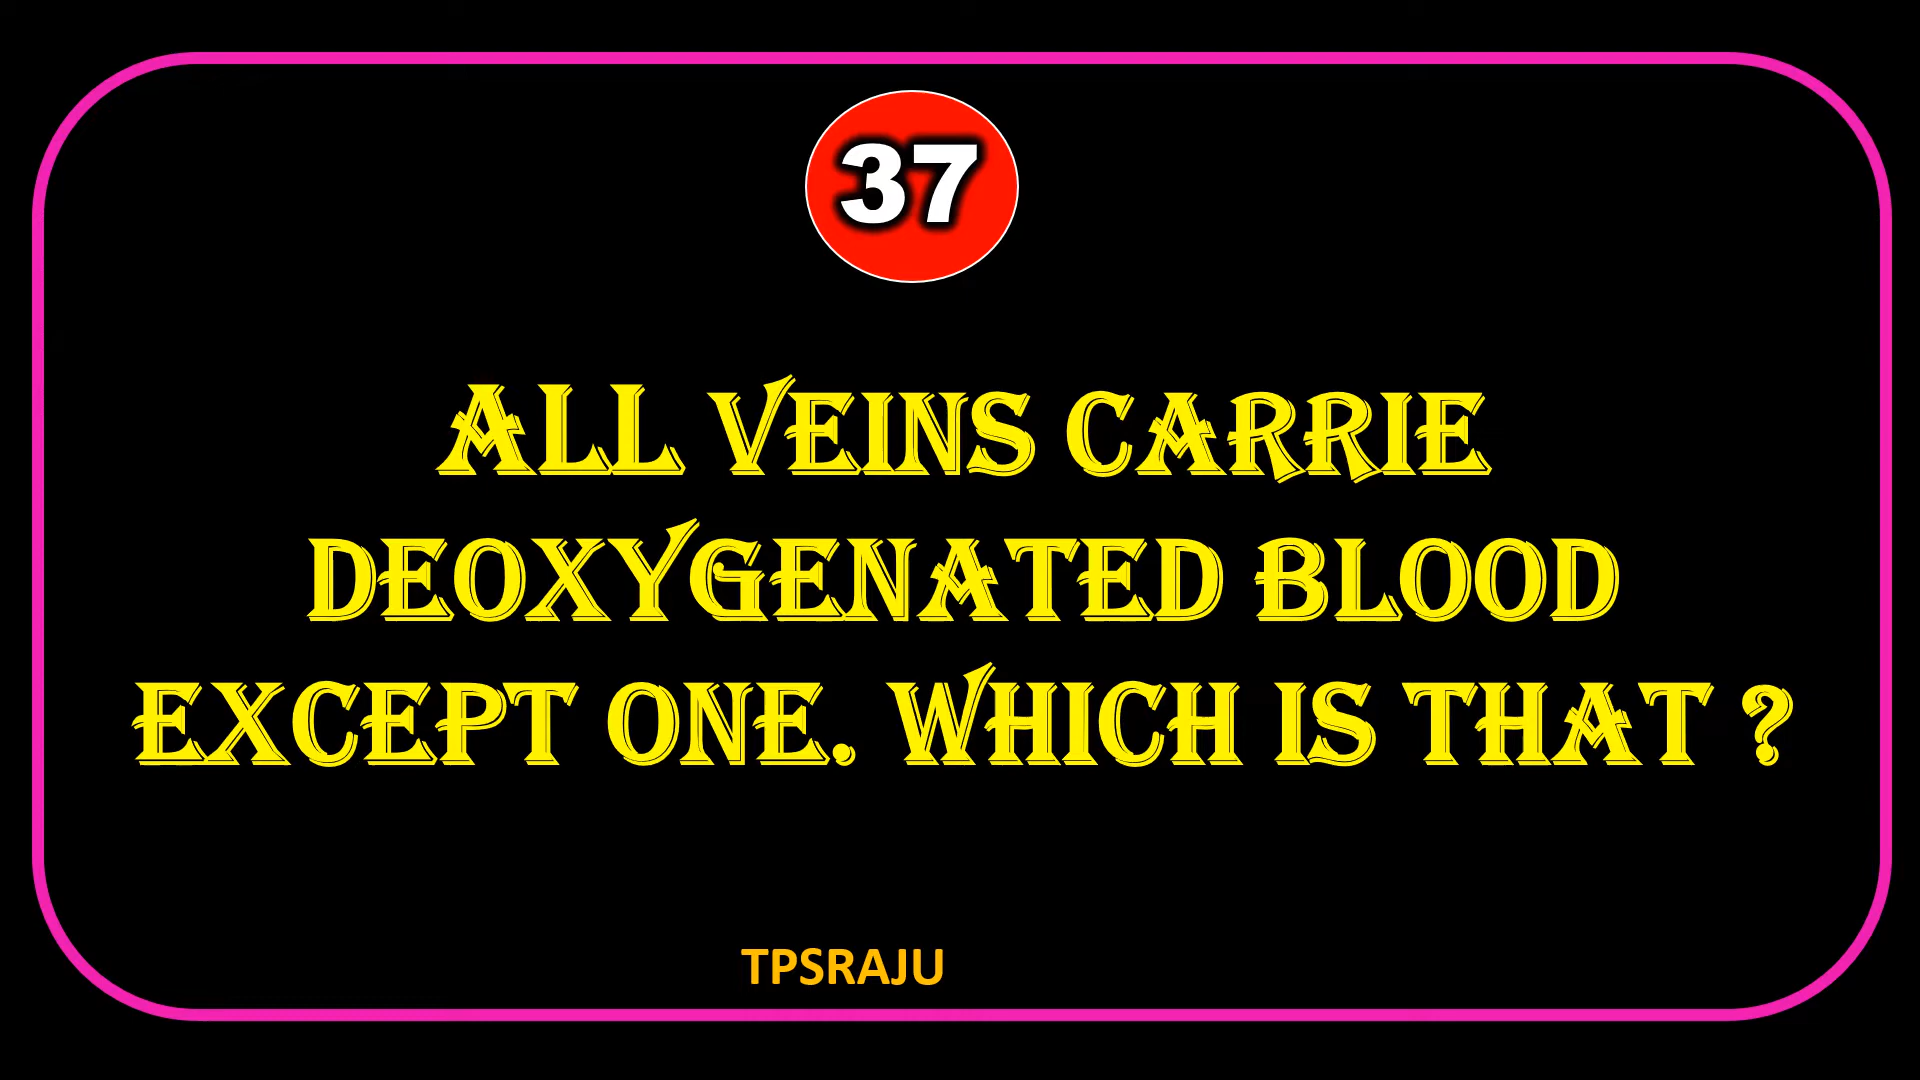 37
ALL VEINS CARRIE
DEOXYGENATED BLOOD
EXCEPT ONE. WHICH IS THAT ?
TPSRAJU